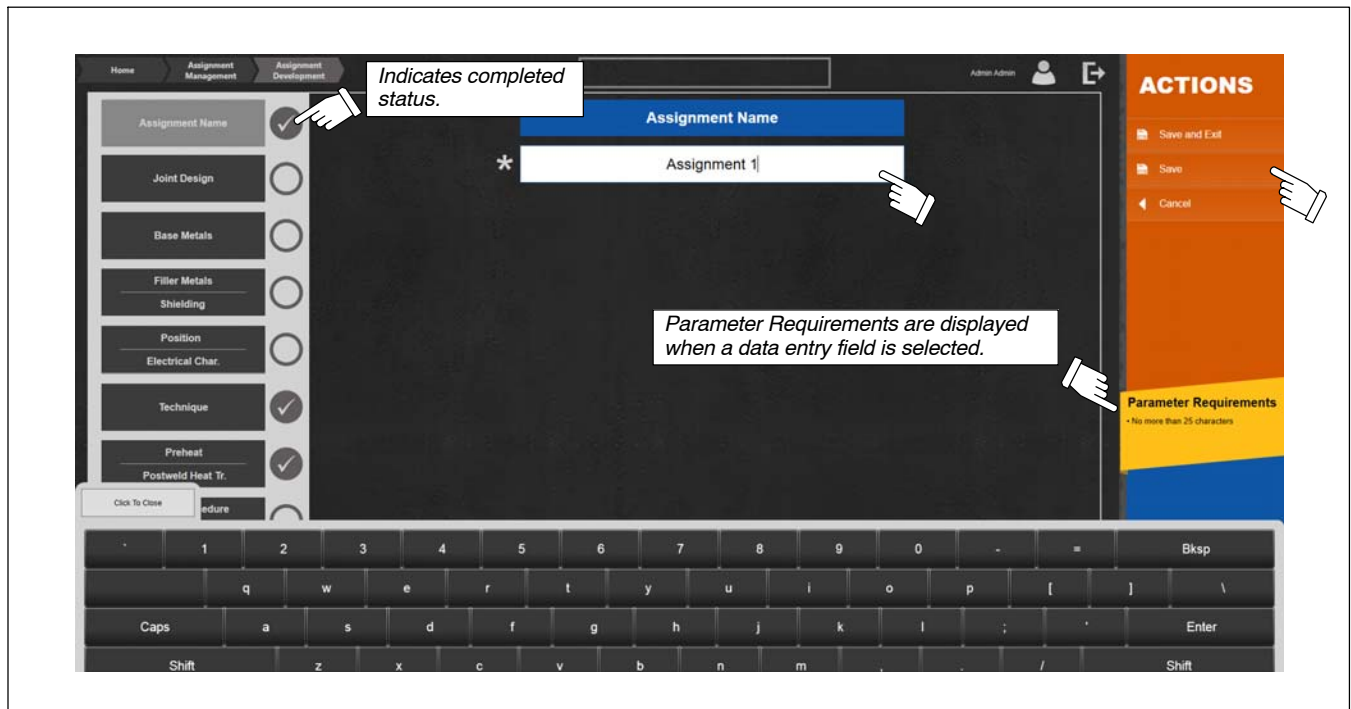 Home
Assignment
Management
Assignment
Development
Indicates completed
status.
Admin Admin
ACTIONS
Save and Exit
Save
Cancel
Assignment Name
Joint Design
Base Metals
Filler Metals
Shielding
Position
Electrical Char.
Technique
Preheat
Postweld Heat Tr.
edure
Click To Close
Assignment Name
* Assignment 1
Parameter Requirements are displayed
when a data entry field is selected.
Parameter Requirements
• No more than 25 characters
` 1 2 3 4 5 6 7 8 9 0 - = Bksp
q w e r t y u i o p [ ] \
Caps a s d f g h j k l ; ' Enter
Shift z x c v b n m , . / Shift